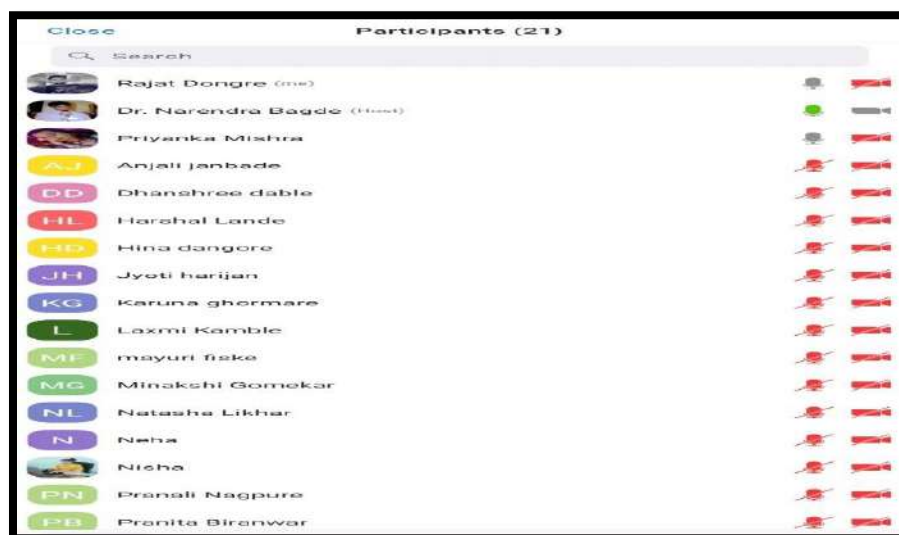 Close Participants (21)
Search
Rajat Dongre (me)
Dr. Narendra Bagde (Host)
Priyanka Mishra
AJ Anjali janbade
DD Dhanshree dable
HL Harshal Lande
HD Hina dangore
JH Jyoti harijan
KG Karuna ghormare
L Laxmi Kamble
MF mayuri fiske
MG Minakshi Gomekar
NL Natasha Likhar
N Neha
Nisha
PN Pranali Nagpure
PB Pranita Biranwar